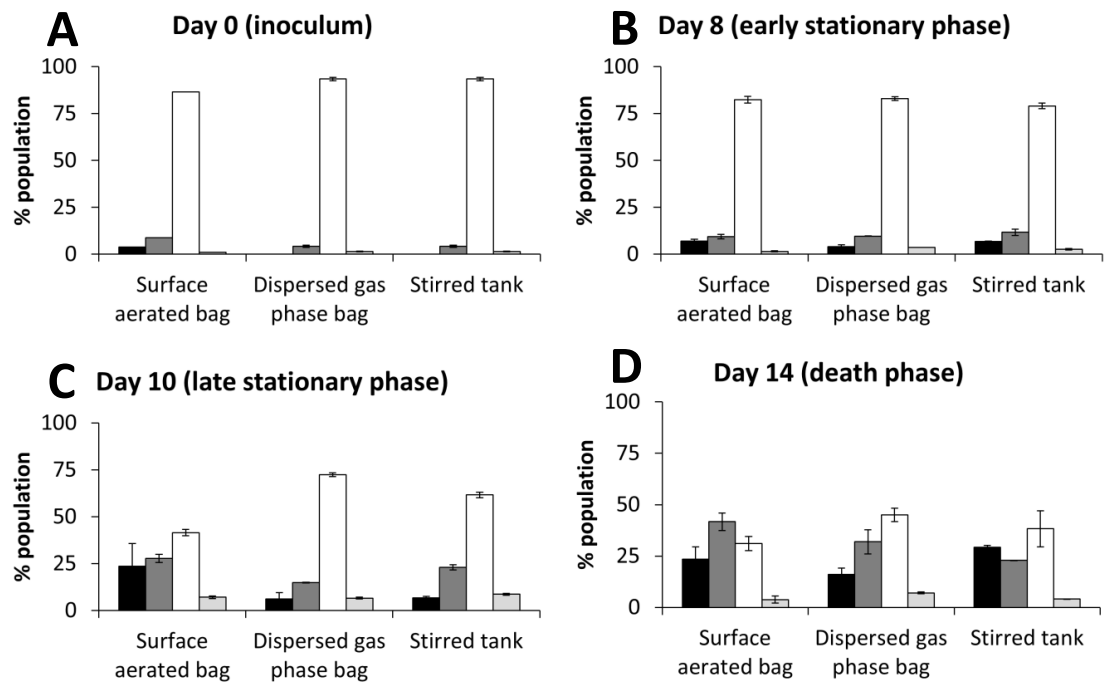 A
Day 0 (inoculum)
% population
100
75
50
25
0
Surface
aerated bag
Dispersed gas
phase bag
Stirred tank
B
Day 8 (early stationary phase)
% population
100
75
50
25
0
Surface
aerated bag
Dispersed gas
phase bag
Stirred tank
C
Day 10 (late stationary phase)
% population
100
75
50
25
0
Surface
aerated bag
Dispersed gas
phase bag
Stirred tank
D
Day 14 (death phase)
% population
100
75
50
25
0
Surface
aerated bag
Dispersed gas
phase bag
Stirred tank